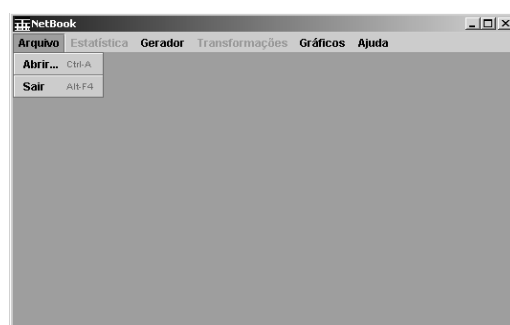 NetBook
Arquivo Estatística Gerador Transformações Gráficos Ajuda
Abrir... Ctrl-A
Sair Alt-F4